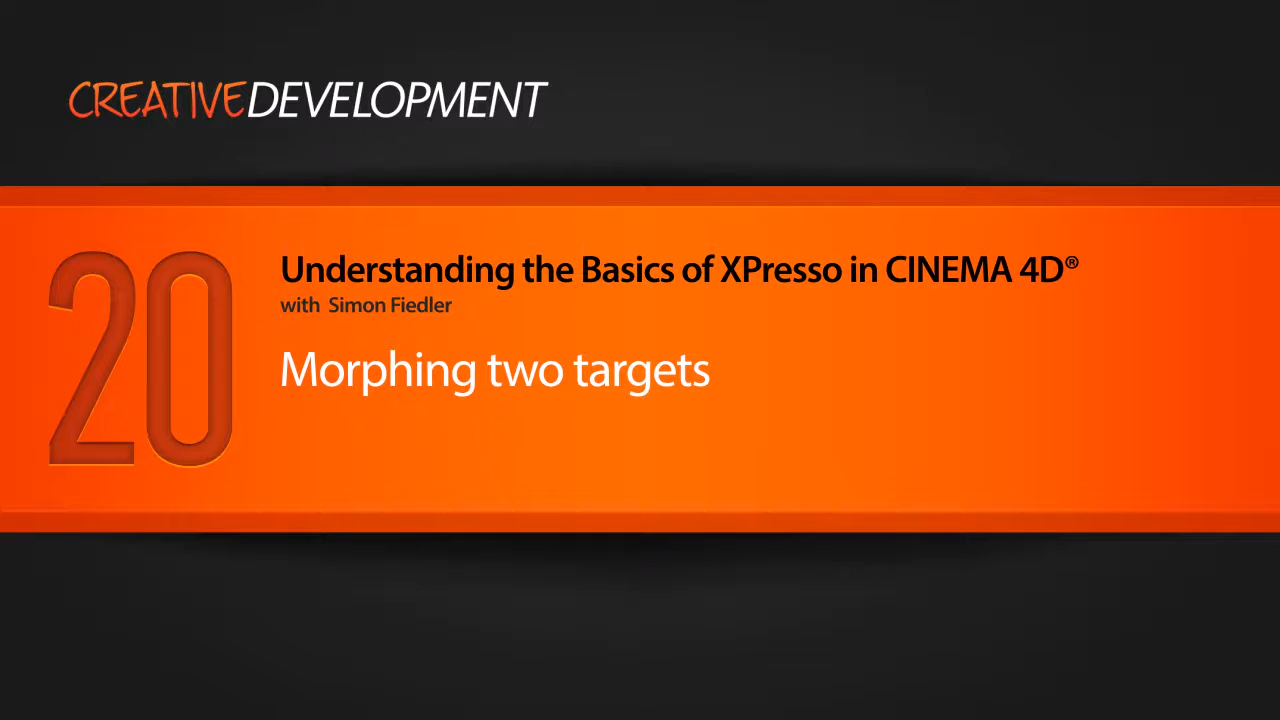 CREATIVEDEVELOPMENT
20
Understanding the Basics of XPresso in CINEMA 4D®
with Simon Fiedler
Morphing two targets